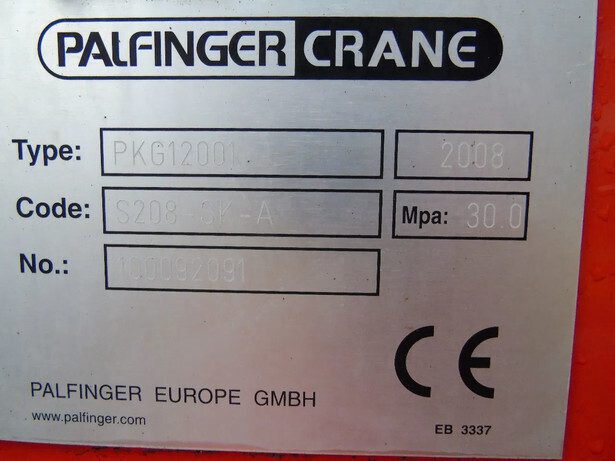 PALFINGER CRANE
Type: PKG12001 2008
Code: S208-SK-A Mpa: 30.0
No.: 100092091
CE
PALFINGER EUROPE GMBH
www.palfinger.com
EB 3337